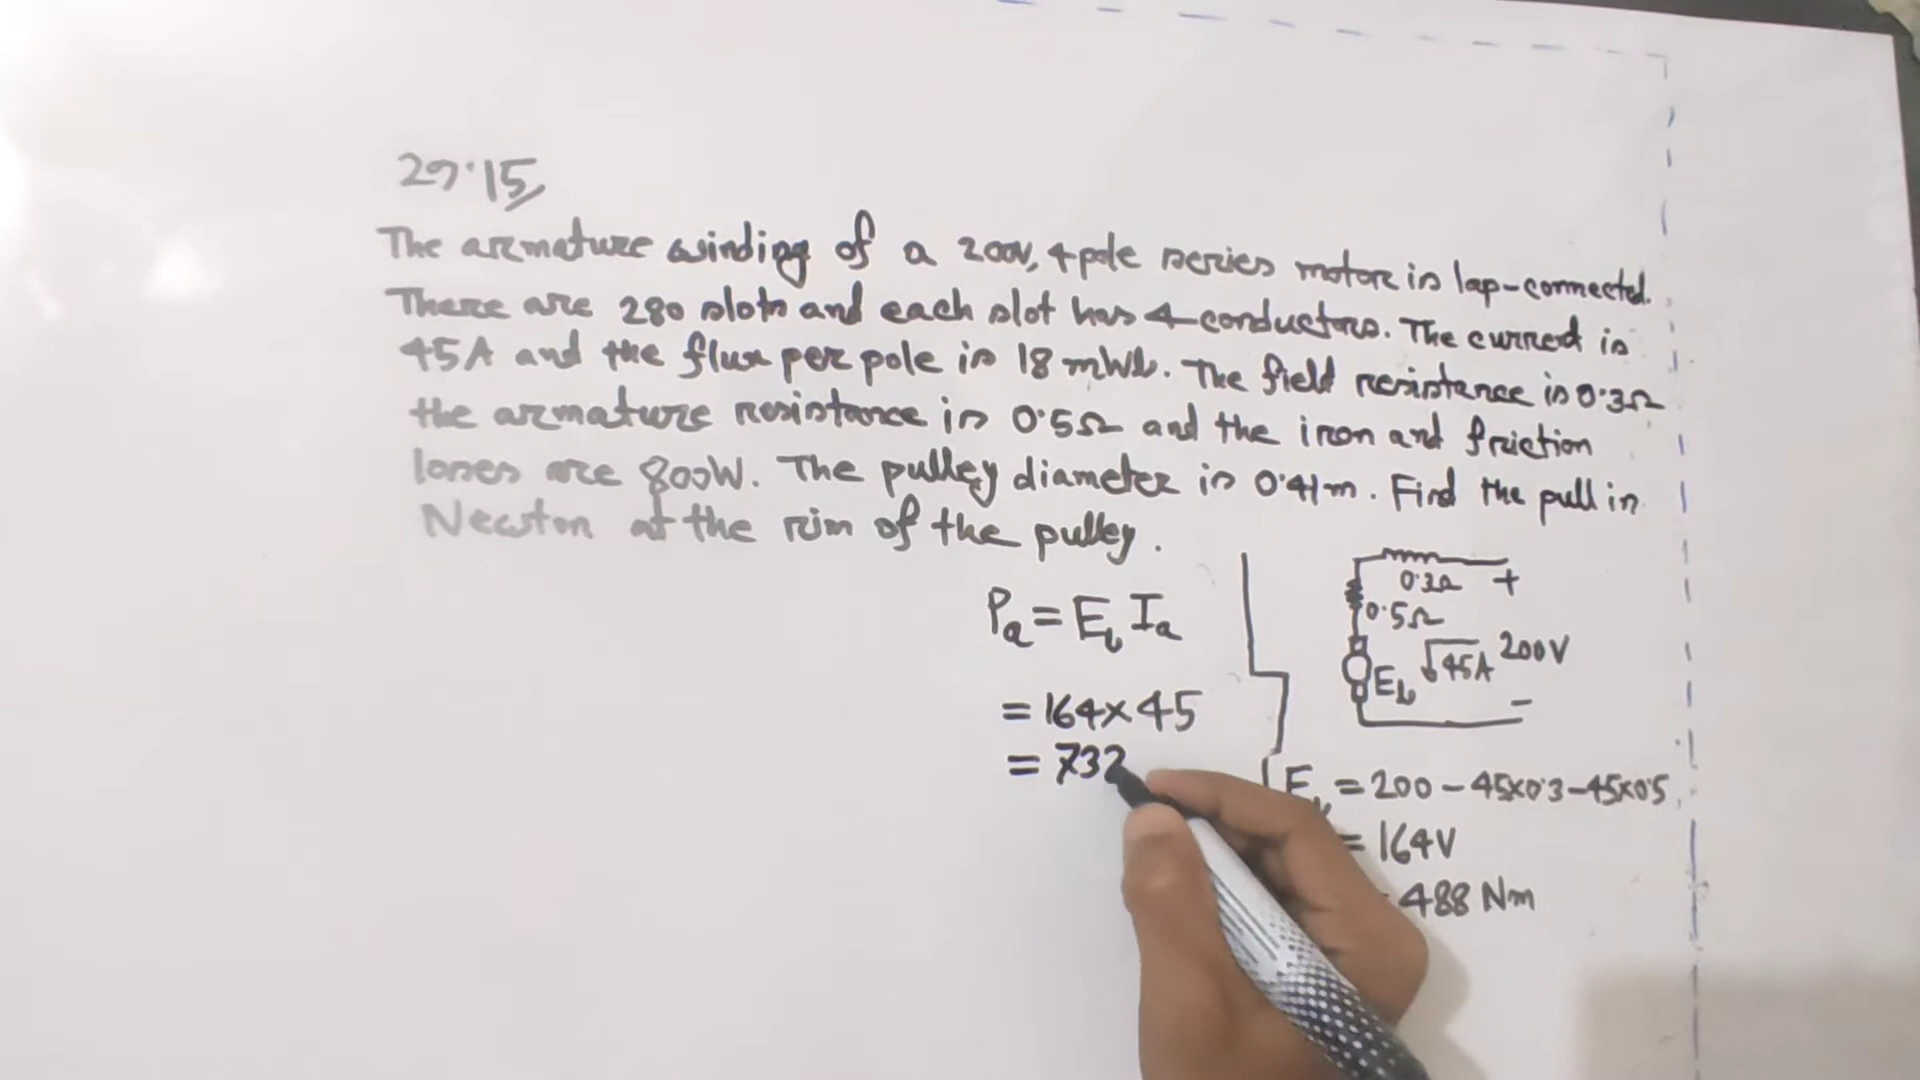 29.15
The armature winding of a 200V, 4 pole series motor is lap-connected.
There are 280 slots and each slot has 4 conductors. The current is
45A and the flux per pole is 18 mWb. The field resistance is 0.3Ω
the armature resistance is 0.5Ω and the iron and friction
losses are 800W. The pulley diameter is 0.41m. Find the pull in
Newton at the rim of the pulley.
Pa = Eb Ia
= 164×45
= 732
0.3Ω +
0.5Ω
Eb 45A 200V
-
Eb = 200 - 45×0.3 - 45×0.5
= 164V
488 Nm